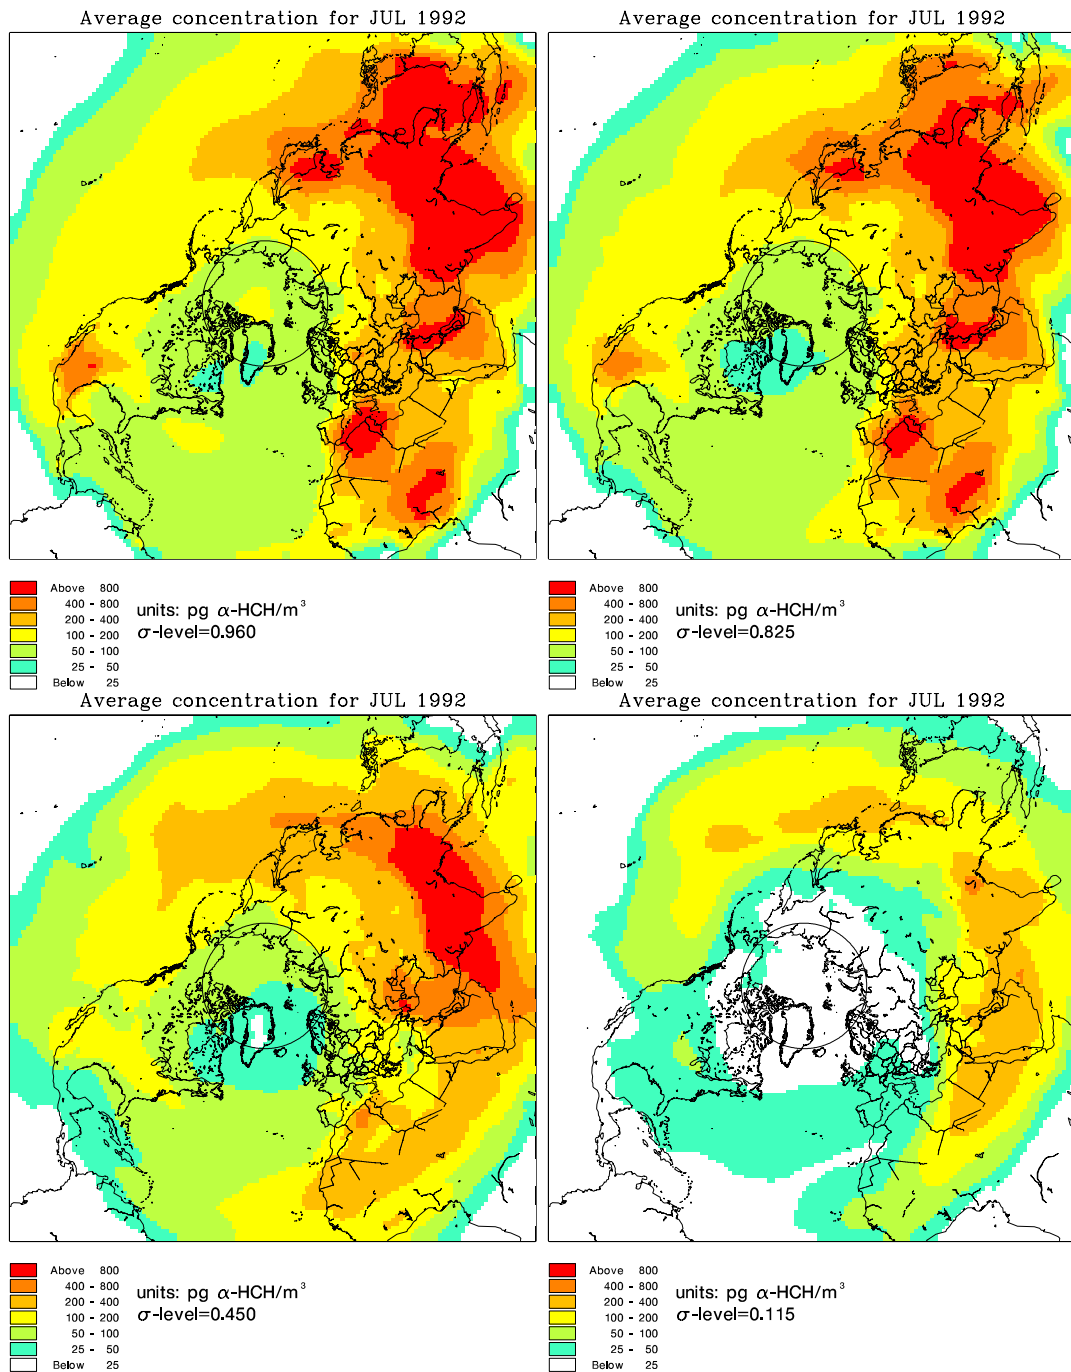 Average concentration for JUL 1992
Above 800
400 - 800
200 - 400
100 - 200
50 - 100
25 - 50
Below 25
units: pg α-HCH/m³
σ-level=0.960
Average concentration for JUL 1992
Above 800
400 - 800
200 - 400
100 - 200
50 - 100
25 - 50
Below 25
units: pg α-HCH/m³
σ-level=0.825
Average concentration for JUL 1992
Above 800
400 - 800
200 - 400
100 - 200
50 - 100
25 - 50
Below 25
units: pg α-HCH/m³
σ-level=0.450
Average concentration for JUL 1992
Above 800
400 - 800
200 - 400
100 - 200
50 - 100
25 - 50
Below 25
units: pg α-HCH/m³
σ-level=0.115